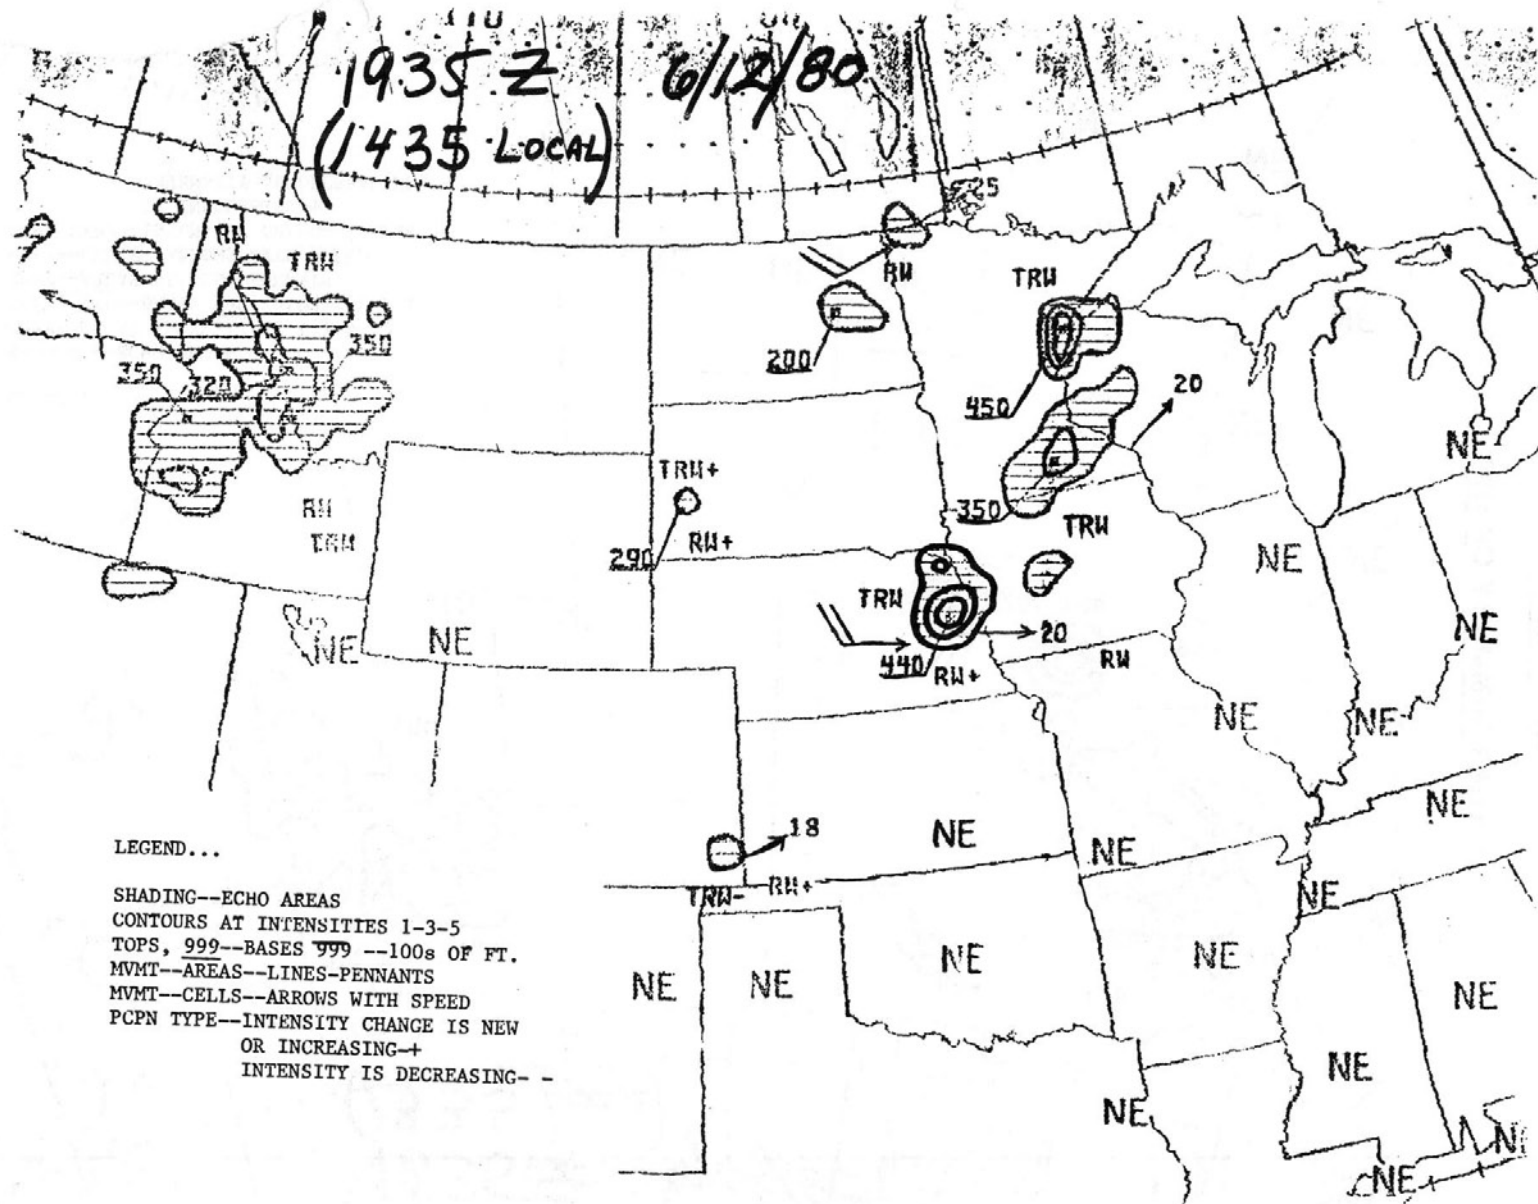 110
1935 Z 6/12/80
(1435 LOCAL)
25
RW
TRW
RW
TRW
350
350
320
200
450
20
NE
TRW+
RW
TRW
RW+
290
350
TRW
NE
TRW
NE
NE
20
NE
440
RW+
RW
NE
NE
18
NE
NE
NE
TRW-
RW+
NE
NE
NE
NE
NE
NE
NE
NE
NE
LEGEND...
SHADING--ECHO AREAS
CONTOURS AT INTENSITIES 1-3-5
TOPS, 999--BASES 999 --100s OF FT.
MVMT--AREAS--LINES-PENNANTS
MVMT--CELLS--ARROWS WITH SPEED
PCPN TYPE--INTENSITY CHANGE IS NEW
OR INCREASING-+
INTENSITY IS DECREASING- -